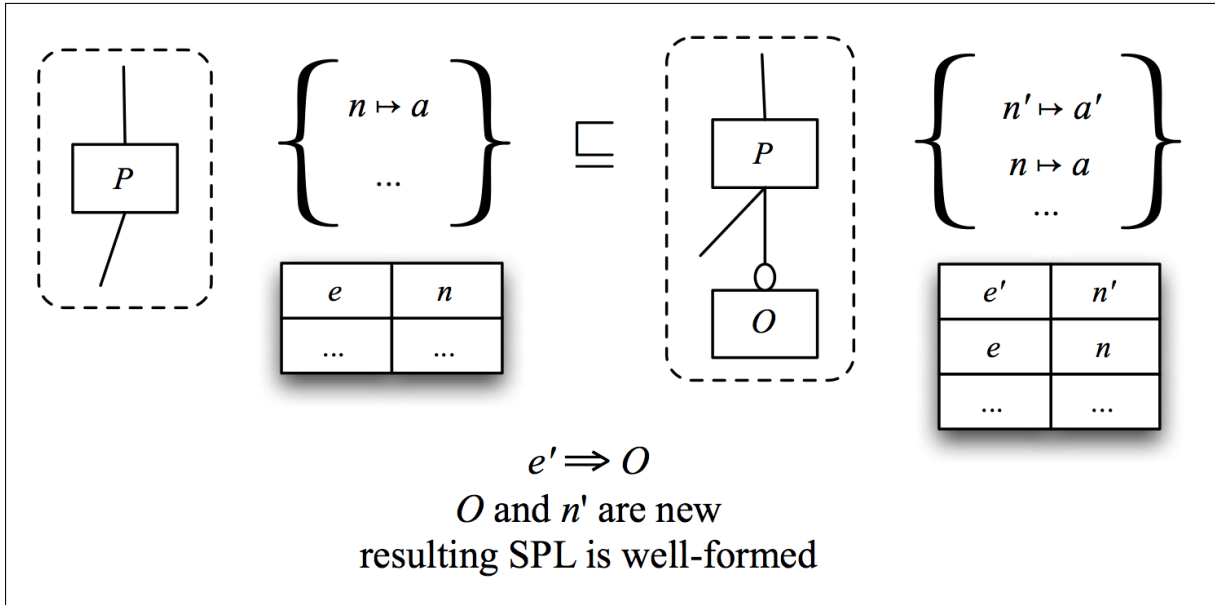 P
n ↦ a
...
e n
... ...
⊑
P
O
n′ ↦ a′
n ↦ a
...
e′ n′
e n
... ...
e′ ⟹ O
O and n' are new
resulting SPL is well-formed